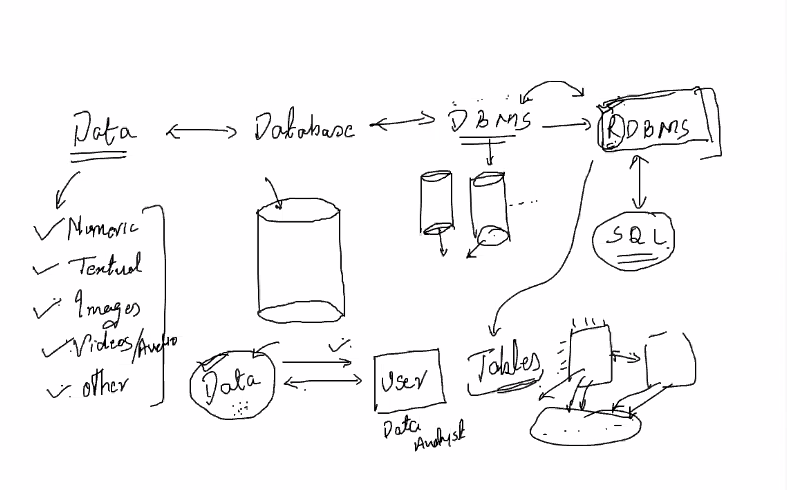 Data
Database
DBMS
RDBMS
Numeric
Textual
Images
Videos/Audio
other
SQL
Data
User
Data
Analyst
Tables